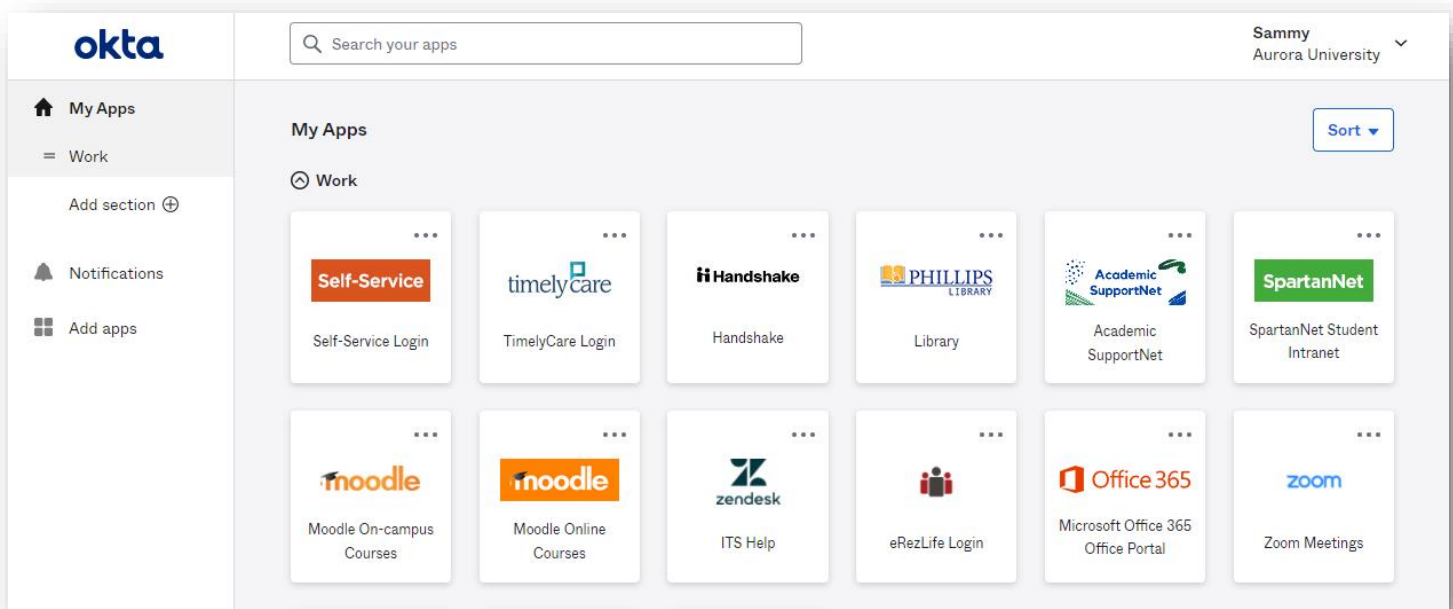 okta
Search your apps
Sammy
Aurora University
My Apps
Work
Add section
Notifications
Add apps
My Apps
Sort
Work
Self-Service
Self-Service Login
timelycare
TimelyCare Login
Handshake
Handshake
PHILLIPS
LIBRARY
Library
Academic
SupportNet
Academic
SupportNet
SpartanNet
SpartanNet Student
Intranet
moodle
Moodle On-campus
Courses
moodle
Moodle Online
Courses
zendesk
ITS Help
eRezLife Login
Office 365
Microsoft Office 365
Office Portal
zoom
Zoom Meetings